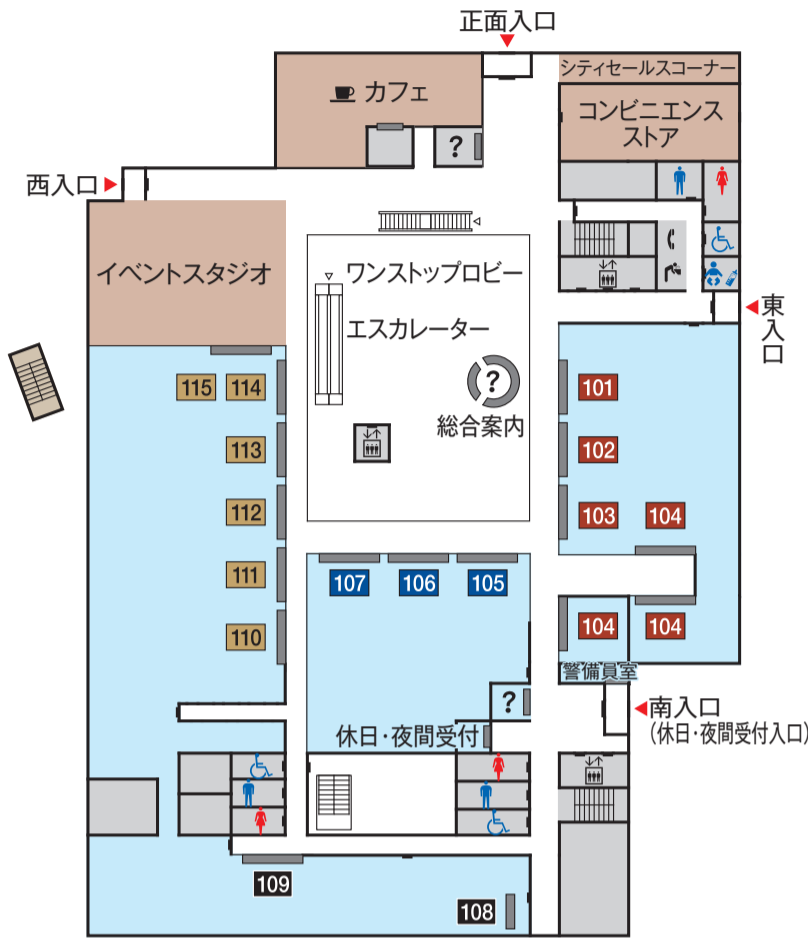 正面入口
シティセールスコーナー
カフェ
コンビニエンス
ストア
?
西入口
イベントスタジオ
ワンストップロビー
エスカレーター
東入口
?
総合案内
115
114
113
112
111
110
101
102
103
104
104
104
107
106
105
警備員室
?
南入口
(休日・夜間受付入口)
休日・夜間受付
109
108